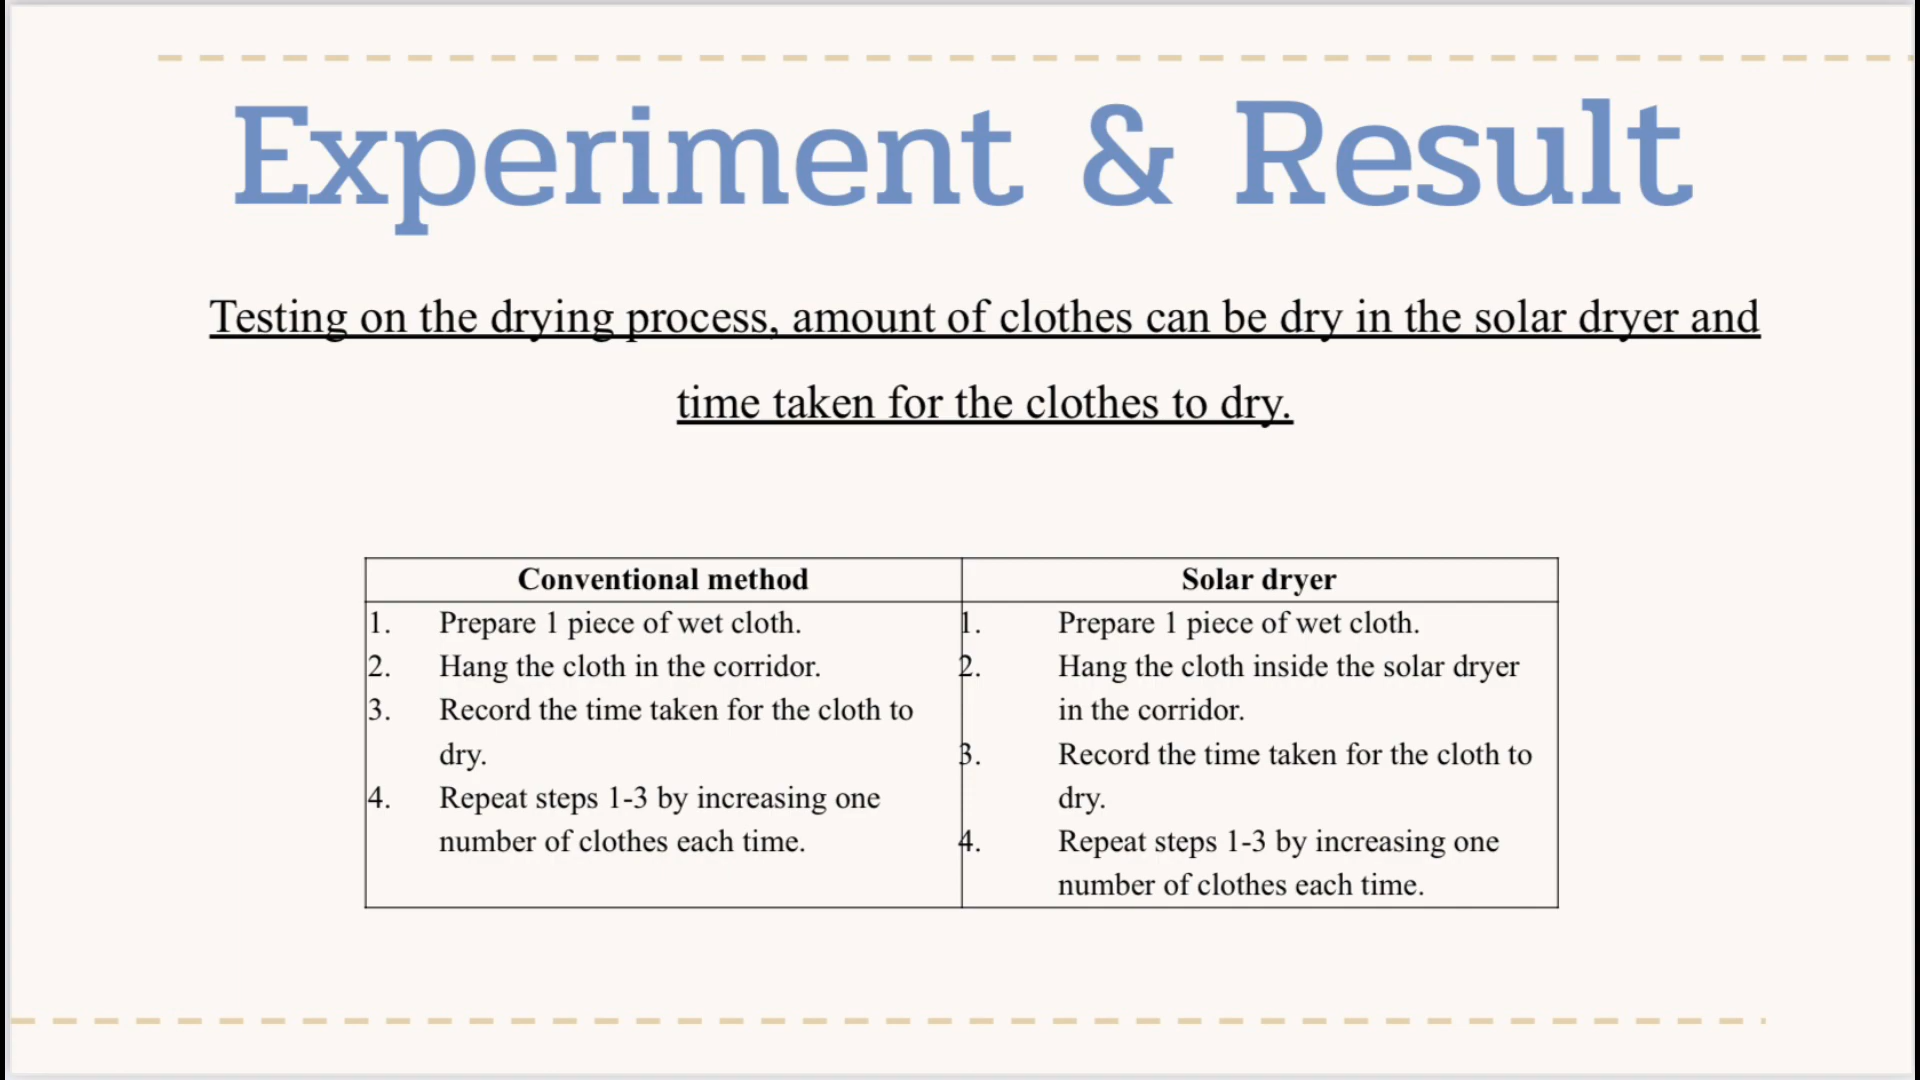 Experiment & Result
Testing on the drying process, amount of clothes can be dry in the solar dryer and
time taken for the clothes to dry.
Conventional method
1. Prepare 1 piece of wet cloth.
2. Hang the cloth in the corridor.
3. Record the time taken for the cloth to
dry.
4. Repeat steps 1-3 by increasing one
number of clothes each time.
Solar dryer
1. Prepare 1 piece of wet cloth.
2. Hang the cloth inside the solar dryer
in the corridor.
3. Record the time taken for the cloth to
dry.
4. Repeat steps 1-3 by increasing one
number of clothes each time.